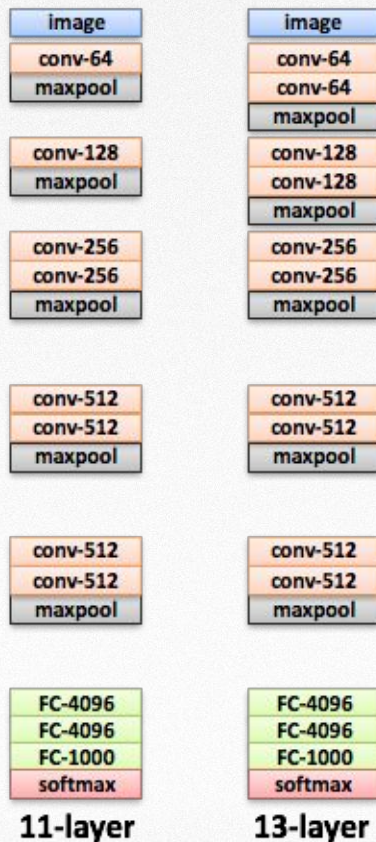 image
conv-64
maxpool
conv-128
maxpool
conv-256
conv-256
maxpool
conv-512
conv-512
maxpool
conv-512
conv-512
maxpool
FC-4096
FC-4096
FC-1000
softmax
11-layer
image
conv-64
conv-64
maxpool
conv-128
conv-128
maxpool
conv-256
conv-256
maxpool
conv-512
conv-512
maxpool
conv-512
conv-512
maxpool
FC-4096
FC-4096
FC-1000
softmax
13-layer